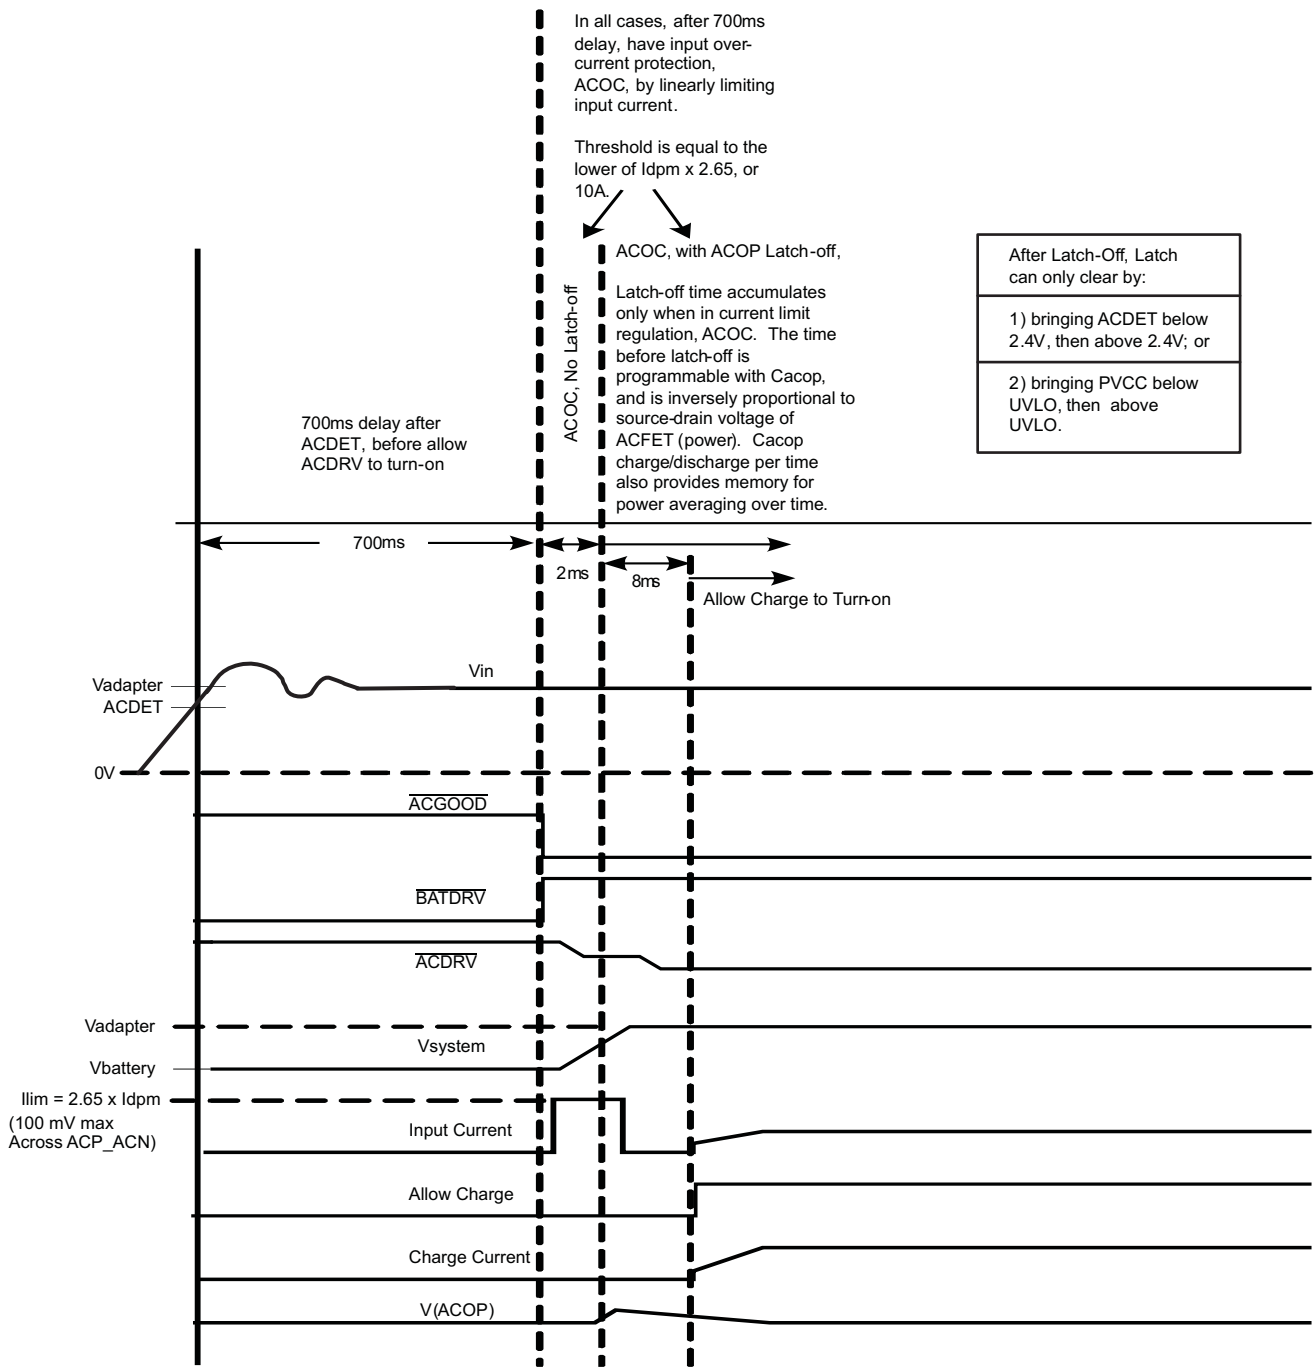 In all cases, after 700ms
delay, have input over-
current protection,
ACOC, by linearly limiting
input current.
Threshold is equal to the
lower of Idpm x 2.65, or
10A.
ACOC, No Latch-off
ACOC, with ACOP Latch-off,
Latch-off time accumulates
only when in current limit
regulation, ACOC. The time
before latch-off is
programmable with Cacop,
and is inversely proportional to
source-drain voltage of
ACFET (power). Cacop
charge/discharge per time
also provides memory for
power averaging over time.
After Latch-Off, Latch
can only clear by:
1) bringing ACDET below
2.4V, then above 2.4V; or
2) bringing PVCC below
UVLO, then above
UVLO.
700ms delay after
ACDET, before allow
ACDRV to turn-on
700ms
2ms
8ms
Allow Charge to Turn-on
Vin
Vadapter
ACDET
0V
ACGOOD
BATDRV
ACDRV
Vadapter
Vsystem
Vbattery
Ilim = 2.65 x Idpm
(100 mV max
Across ACP_ACN)
Input Current
Allow Charge
Charge Current
V(ACOP)